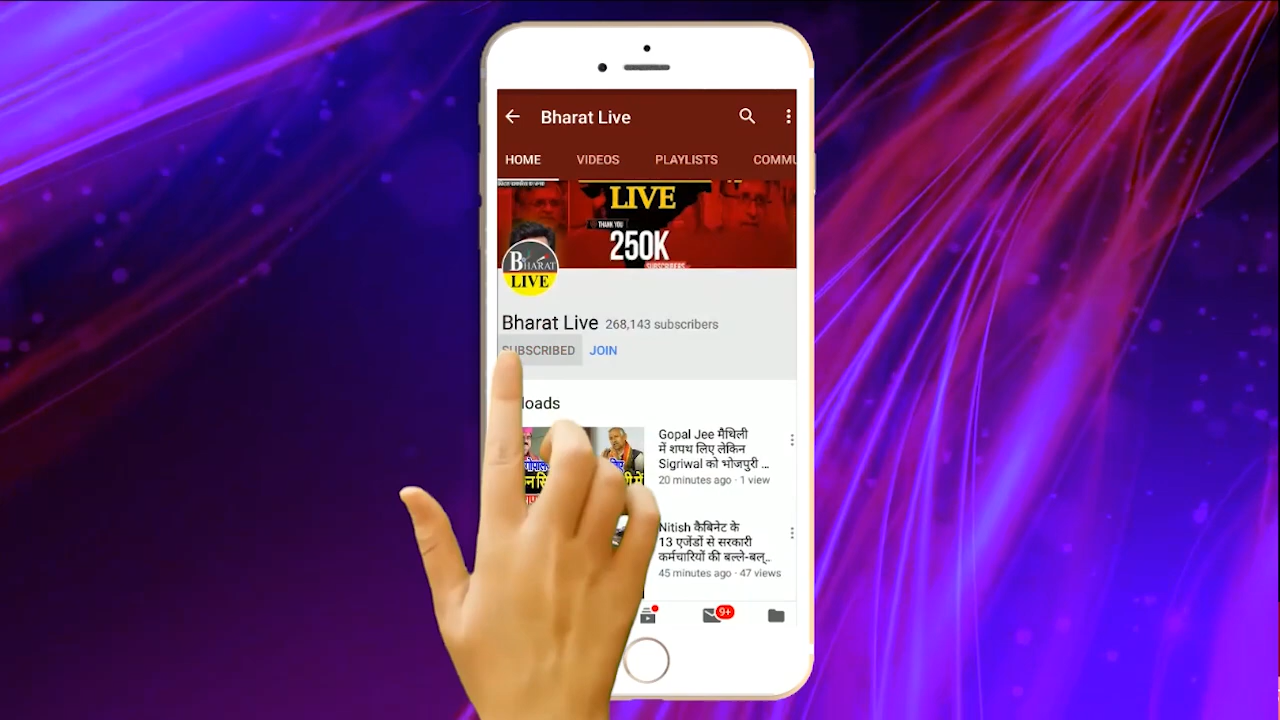 Bharat Live
HOME VIDEOS PLAYLISTS COMMU
LIVE
THANK YOU
250K
SUBSCRIBERS
BHARAT
LIVE
Bharat Live 268,143 subscribers
SUBSCRIBED JOIN
loads
Gopal Jee मैथिली
में शपथ लिए लेकिन
Sigriwal को भोजपुरी ...
20 minutes ago · 1 view
Nitish कैबिनेट के
13 एजेंडों से सरकारी
कर्मचारियों की बल्ले-बल्..
45 minutes ago · 47 views
9+